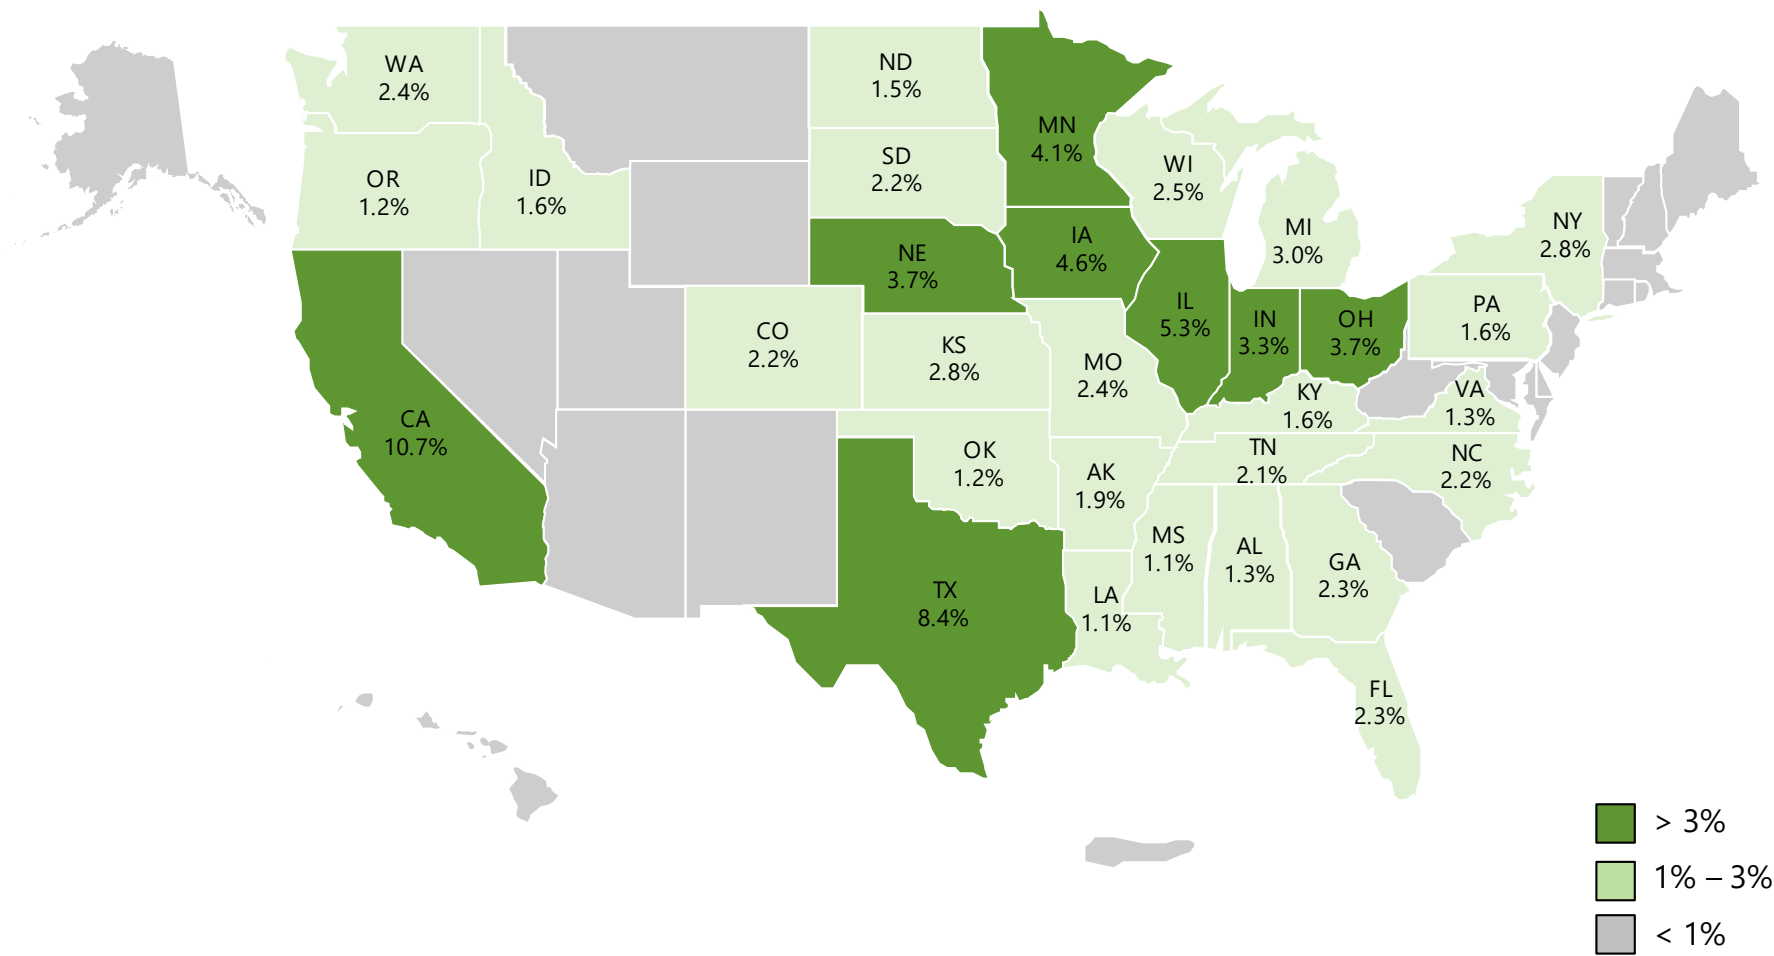 WA
2.4%
ND
1.5%
MN
4.1%
SD
2.2%
WI
2.5%
OR
1.2%
ID
1.6%
NY
2.8%
MI
3.0%
IA
4.6%
NE
3.7%
IL
5.3%
IN
3.3%
OH
3.7%
PA
1.6%
CO
2.2%
KS
2.8%
MO
2.4%
KY
1.6%
VA
1.3%
CA
10.7%
OK
1.2%
TN
2.1%
NC
2.2%
AK
1.9%
MS
1.1%
AL
1.3%
GA
2.3%
TX
8.4%
LA
1.1%
FL
2.3%
> 3%
1% – 3%
< 1%